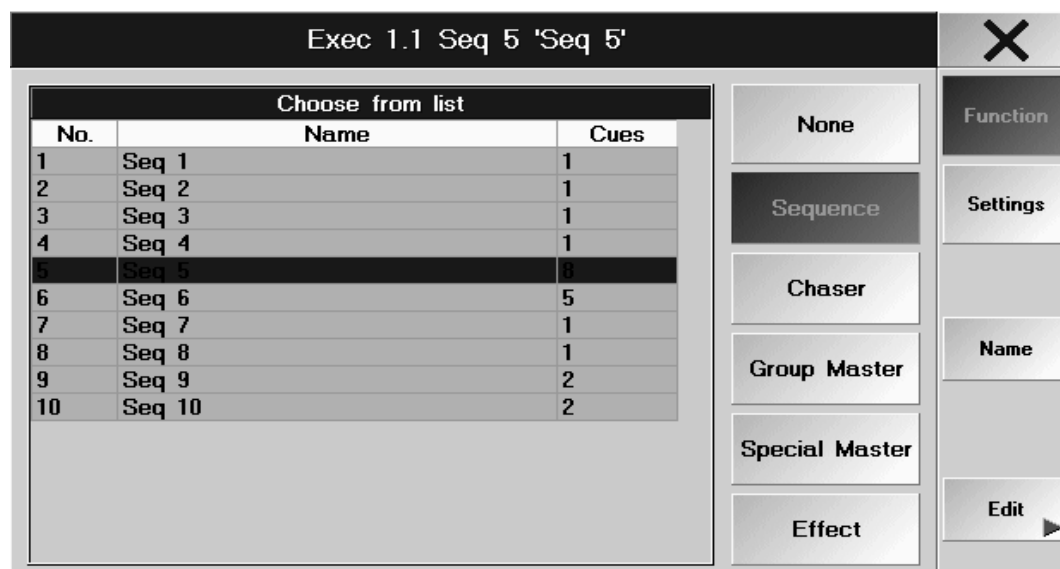 Exec 1.1 Seq 5 'Seq 5'
Choose from list
No. Name Cues
1 Seq 1 1
2 Seq 2 1
3 Seq 3 1
4 Seq 4 1
5 Seq 5 8
6 Seq 6 5
7 Seq 7 1
8 Seq 8 1
9 Seq 9 2
10 Seq 10 2
None
Sequence
Chaser
Group Master
Special Master
Effect
Function
Settings
Name
Edit